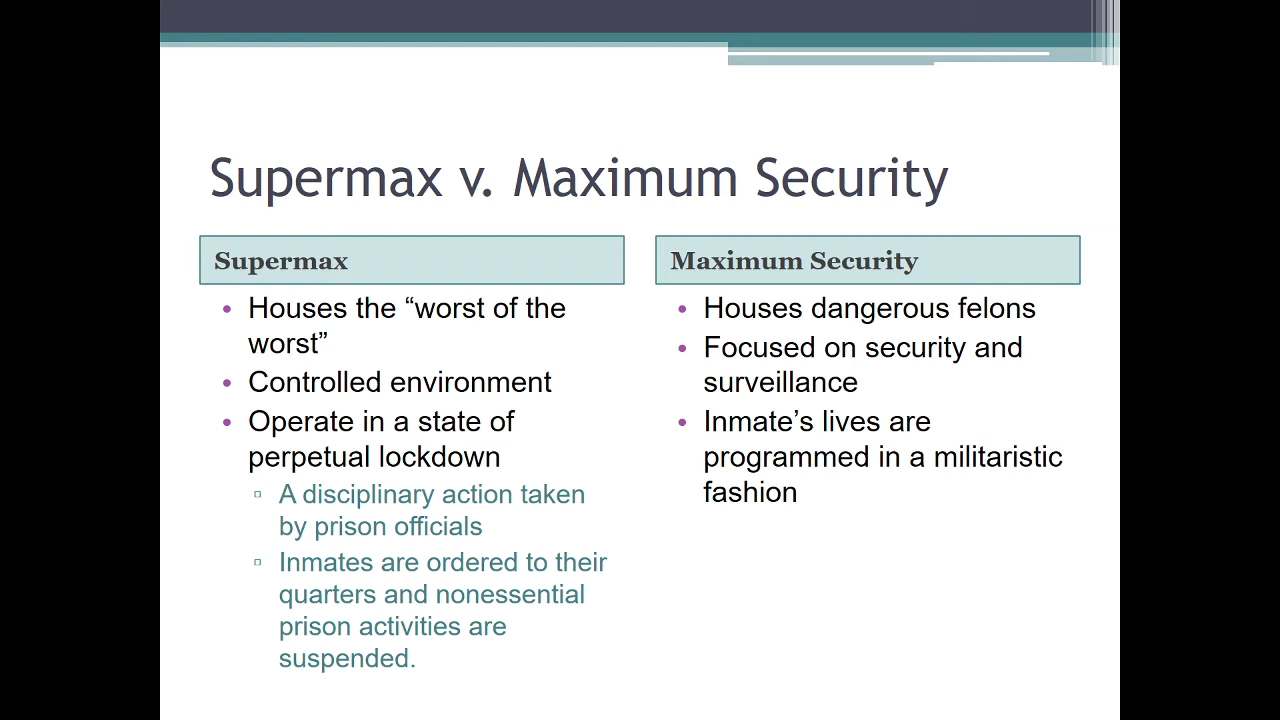 Supermax v. Maximum Security
Supermax
• Houses the “worst of the
worst”
• Controlled environment
• Operate in a state of
perpetual lockdown
▫ A disciplinary action taken
by prison officials
▫ Inmates are ordered to their
quarters and nonessential
prison activities are
suspended.
Maximum Security
• Houses dangerous felons
• Focused on security and
surveillance
• Inmate’s lives are
programmed in a militaristic
fashion